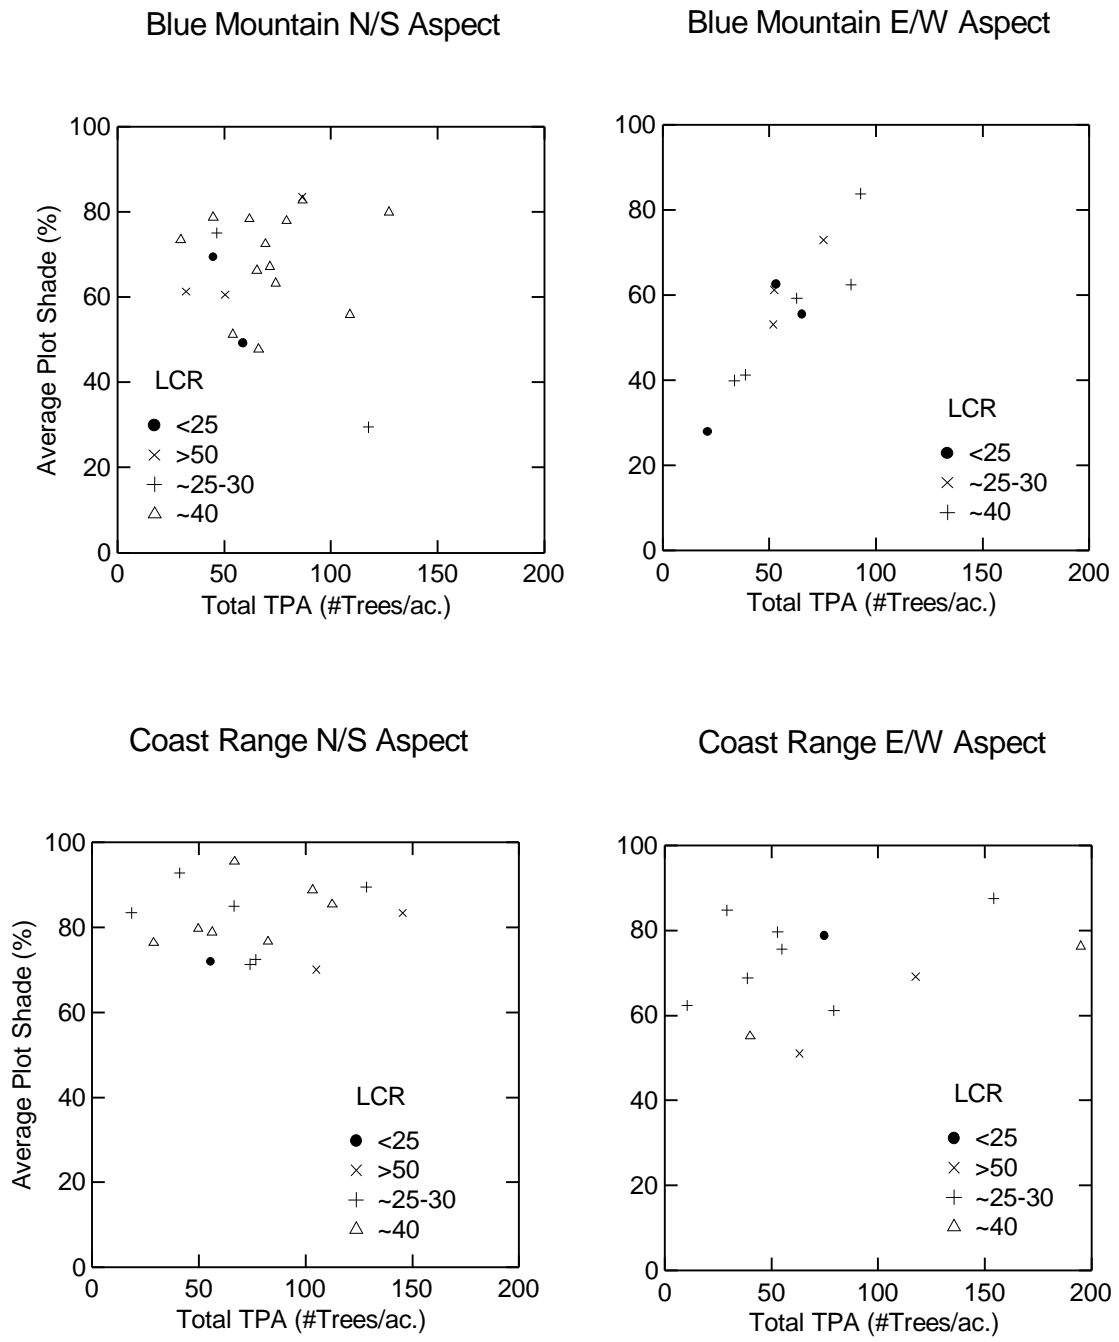 Blue Mountain N/S Aspect
100
80
60
40
20
0
0 50 100 150 200
Average Plot Shade (%)
Total TPA (#Trees/ac.)
LCR
<25
>50
~25-30
~40
Blue Mountain E/W Aspect
100
80
60
40
20
0
0 50 100 150 200
Total TPA (#Trees/ac.)
LCR
<25
~25-30
~40
Coast Range N/S Aspect
100
80
60
40
20
0
0 50 100 150 200
Average Plot Shade (%)
Total TPA (#Trees/ac.)
LCR
<25
>50
~25-30
~40
Coast Range E/W Aspect
100
80
60
40
20
0
0 50 100 150 200
Total TPA (#Trees/ac.)
LCR
<25
>50
~25-30
~40